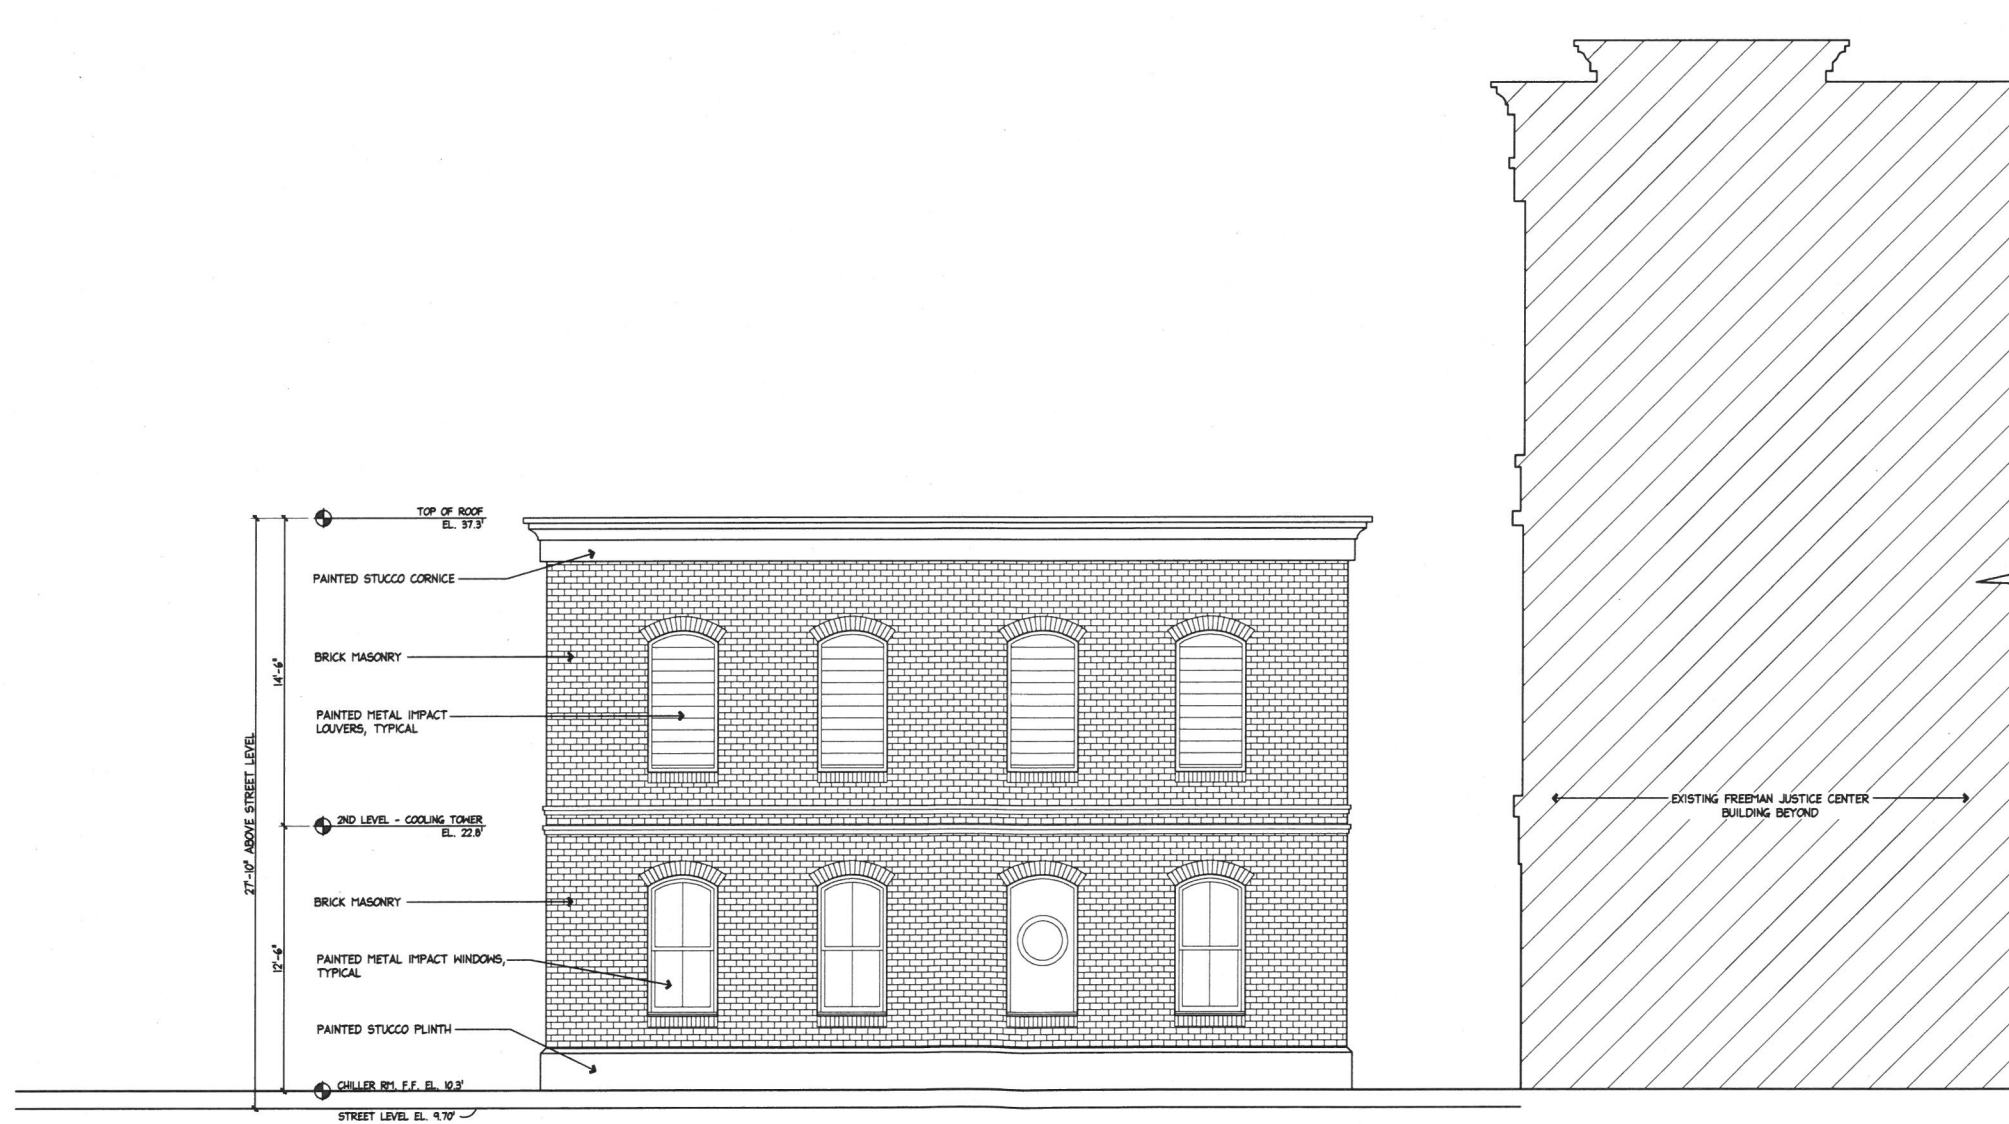 TOP OF ROOF
EL. 37.3'
PAINTED STUCCO CORNICE
BRICK MASONRY
14'-6"
PAINTED METAL IMPACT
LOUVERS, TYPICAL
27'-10" ABOVE STREET LEVEL
2ND LEVEL - COOLING TOWER
EL. 22.8'
EXISTING FREEMAN JUSTICE CENTER
BUILDING BEYOND
BRICK MASONRY
12'-6"
PAINTED METAL IMPACT WINDOWS,
TYPICAL
PAINTED STUCCO PLINTH
CHILLER RM. F.F. EL. 10.3'
STREET LEVEL EL. 9.70'